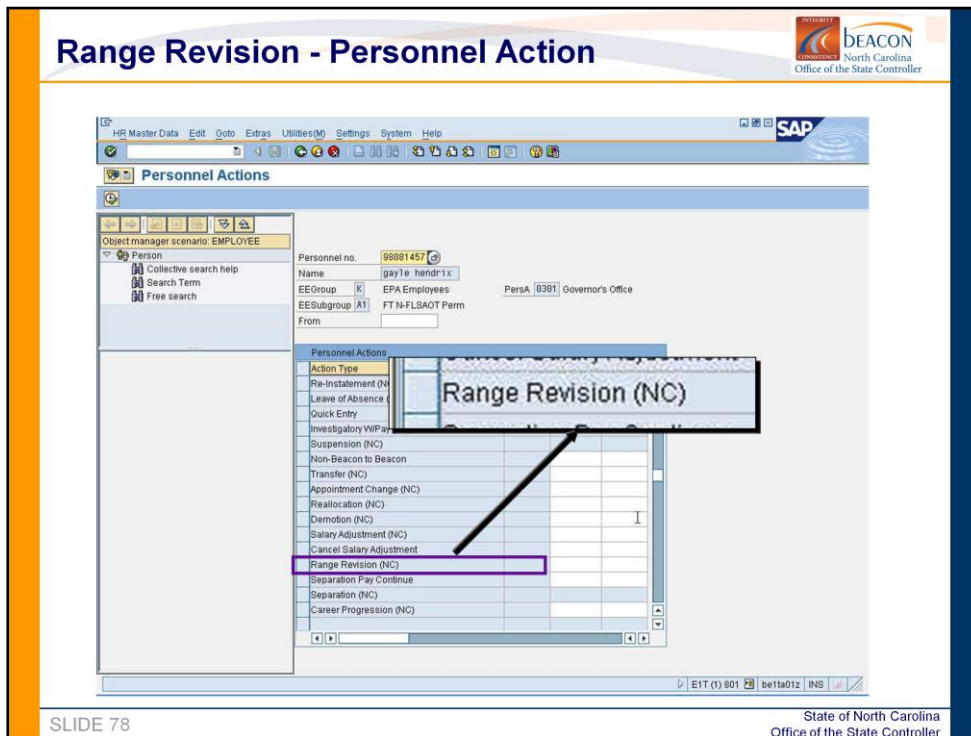 Range Revision - Personnel Action
INTEGRITY
CONSISTENCY
BEACON
North Carolina
Office of the State Controller
HR Master Data Edit Goto Extras Utilities(M) Settings System Help
SAP
Personnel Actions
Object manager scenario: EMPLOYEE
Person
Collective search help
Search Term
Free search
Personnel no. 98081457
Name gayle hendrix
EEGroup K EPA Employees PersA 0301 Governor's Office
EESubgroup A1 FT N-FLSAOT Perm
From
Personnel Actions
Action Type
Re-Instatement (N
Leave of Absence (
Quick Entry
Investigatory W/Pay
Suspension (NC)
Non-Beacon to Beacon
Transfer (NC)
Appointment Change (NC)
Reallocation (NC)
Demotion (NC)
Salary Adjustment (NC)
Cancel Salary Adjustment
Range Revision (NC)
Separation Pay Continue
Separation (NC)
Career Progression (NC)
Range Revision (NC)
E1T (1) 801 be1ta01z INS
SLIDE 78
State of North Carolina
Office of the State Controller